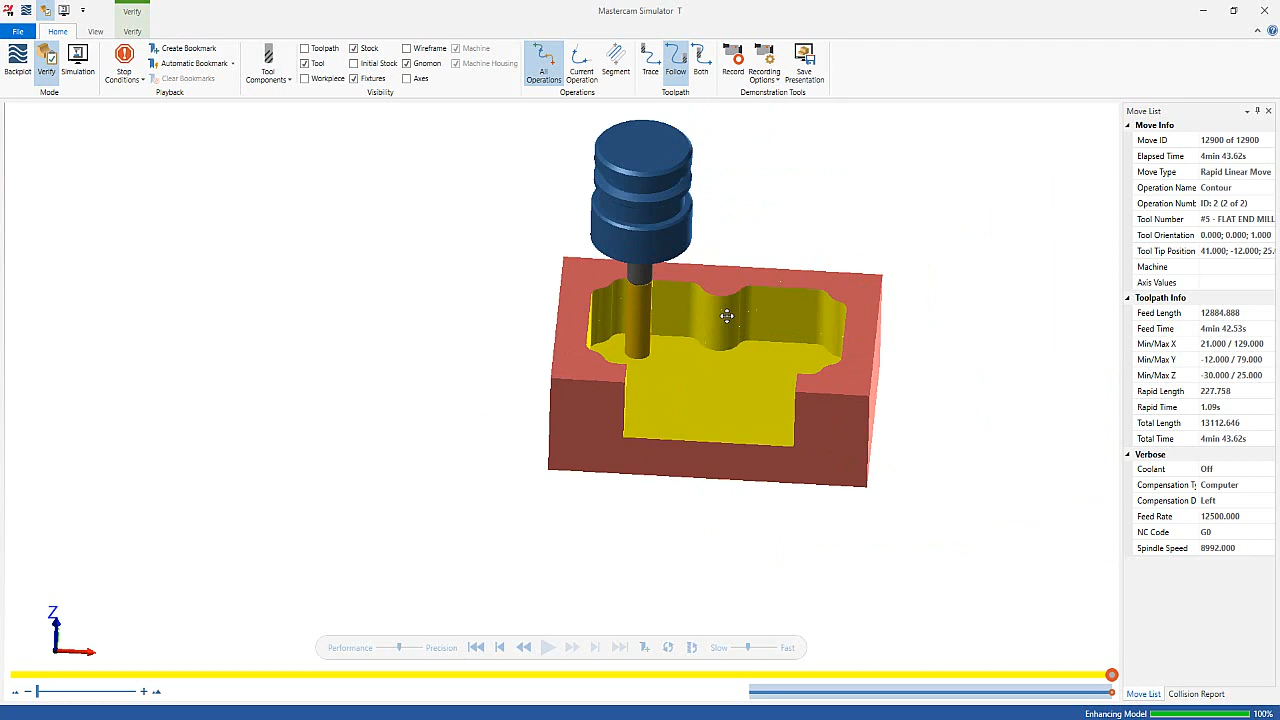 Verify
Mastercam Simulator T
File
Home
View
Verify
Backplot
Verify
Simulation
Mode
Stop Conditions
Create Bookmark
Automatic Bookmark
Clear Bookmarks
Playback
Tool Components
Toolpath
Tool
Workpiece
Stock
Initial Stock
Fixtures
Wireframe
Gnomon
Axes
Machine
Machine Housing
Visibility
All Operations
Current Operation
Segment
Operations
Trace
Follow
Both
Toolpath
Record
Recording Options
Save Presentation
Demonstration Tools
Move List
Move Info
Move ID 12900 of 12900
Elapsed Time 4min 43.62s
Move Type Rapid Linear Move
Operation Name Contour
Operation Numb ID: 2 (2 of 2)
Tool Number #5 - FLAT END MILL
Tool Orientation 0.000; 0.000; 1.000
Tool Tip Position 41.000; -12.000; 25.
Machine
Axis Values
Toolpath Info
Feed Length 12884.888
Feed Time 4min 42.53s
Min/Max X 21.000 / 129.000
Min/Max Y -12.000 / 79.000
Min/Max Z -30.000 / 25.000
Rapid Length 227.758
Rapid Time 1.09s
Total Length 13112.646
Total Time 4min 43.62s
Verbose
Coolant Off
Compensation Ty Computer
Compensation D Left
Feed Rate 12500.000
NC Code G0
Spindle Speed 8992.000
Z
Performance
Precision
Slow
Fast
Move List
Collision Report
Enhancing Model
100%